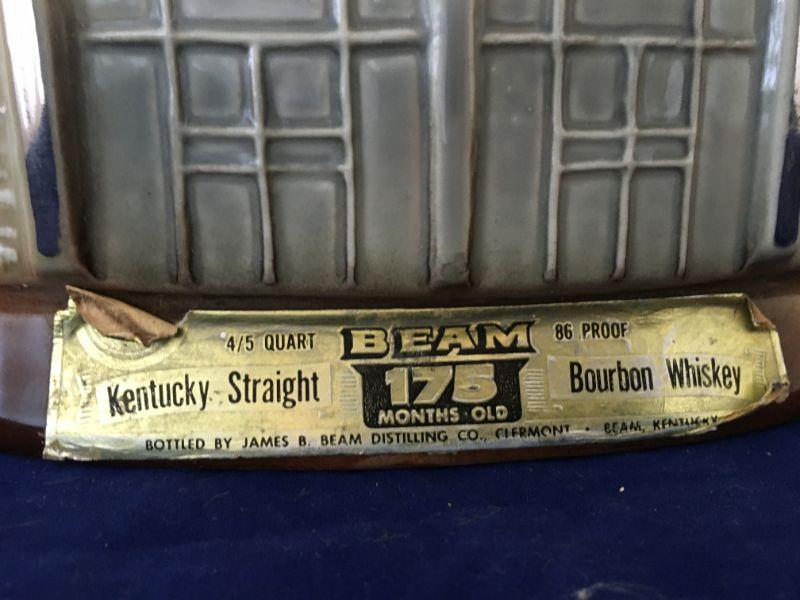 4/5 QUART BEAM 86 PROOF
Kentucky Straight 175 Bourbon Whiskey
MONTHS OLD
BOTTLED BY JAMES B. BEAM DISTILLING CO., CLERMONT • BEAM, KENTUCKY